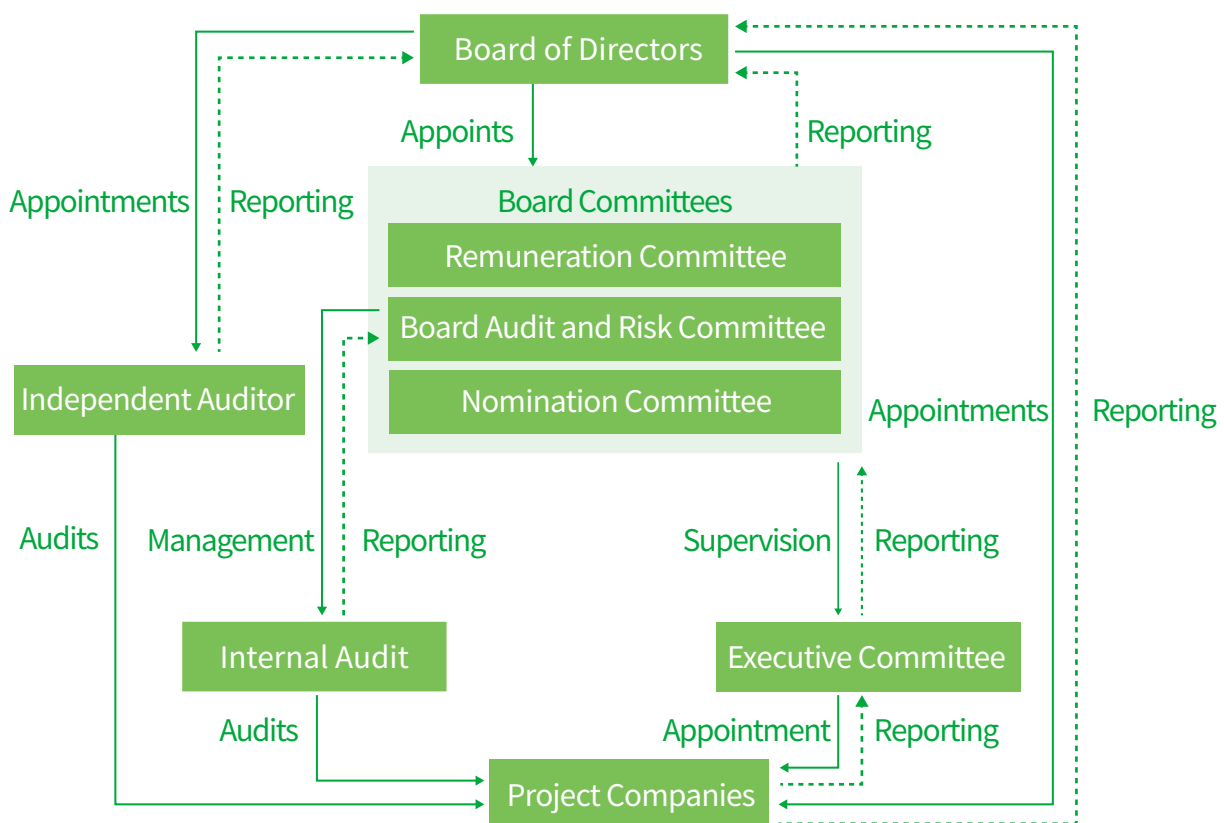 Board of Directors
Appoints
Reporting
Appointments
Reporting
Board Committees
Remuneration Committee
Board Audit and Risk Committee
Nomination Committee
Independent Auditor
Appointments
Reporting
Audits
Management
Reporting
Supervision
Reporting
Internal Audit
Executive Committee
Audits
Appointment
Reporting
Project Companies